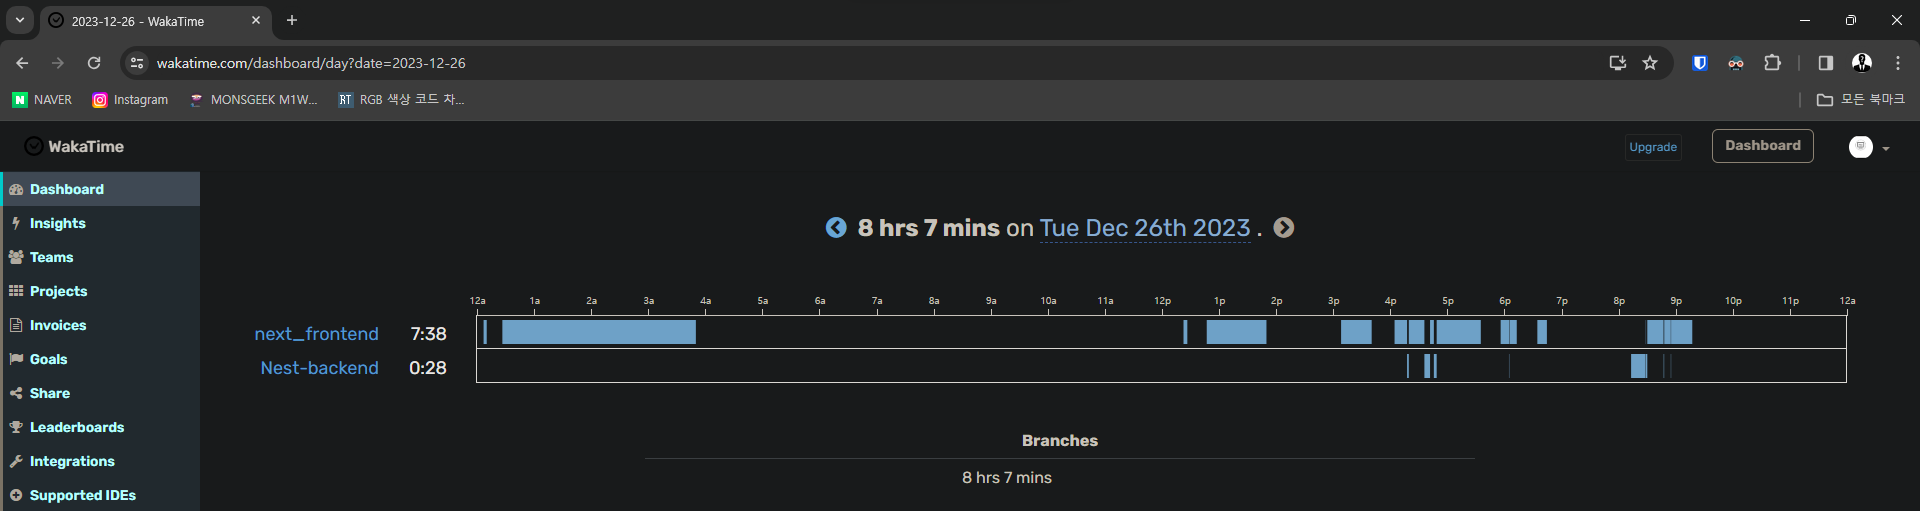 2023-12-26 - WakaTime
wakatime.com/dashboard/day?date=2023-12-26
NAVER Instagram MONSGEEK M1W... RT RGB 색상 코드 차... 모든 북마크
WakaTime Upgrade Dashboard
Dashboard
Insights
Teams
Projects
Invoices
Goals
Share
Leaderboards
Integrations
Supported IDEs
8 hrs 7 mins on Tue Dec 26th 2023 .
12a 1a 2a 3a 4a 5a 6a 7a 8a 9a 10a 11a 12p 1p 2p 3p 4p 5p 6p 7p 8p 9p 10p 11p 12a
next_frontend 7:38
Nest-backend 0:28
Branches
8 hrs 7 mins